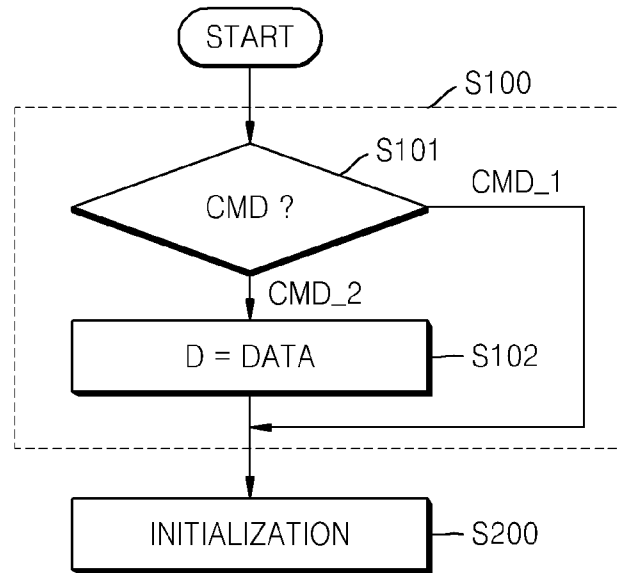 START
S100
S101
CMD ?
CMD_1
CMD_2
D = DATA
S102
INITIALIZATION
S200